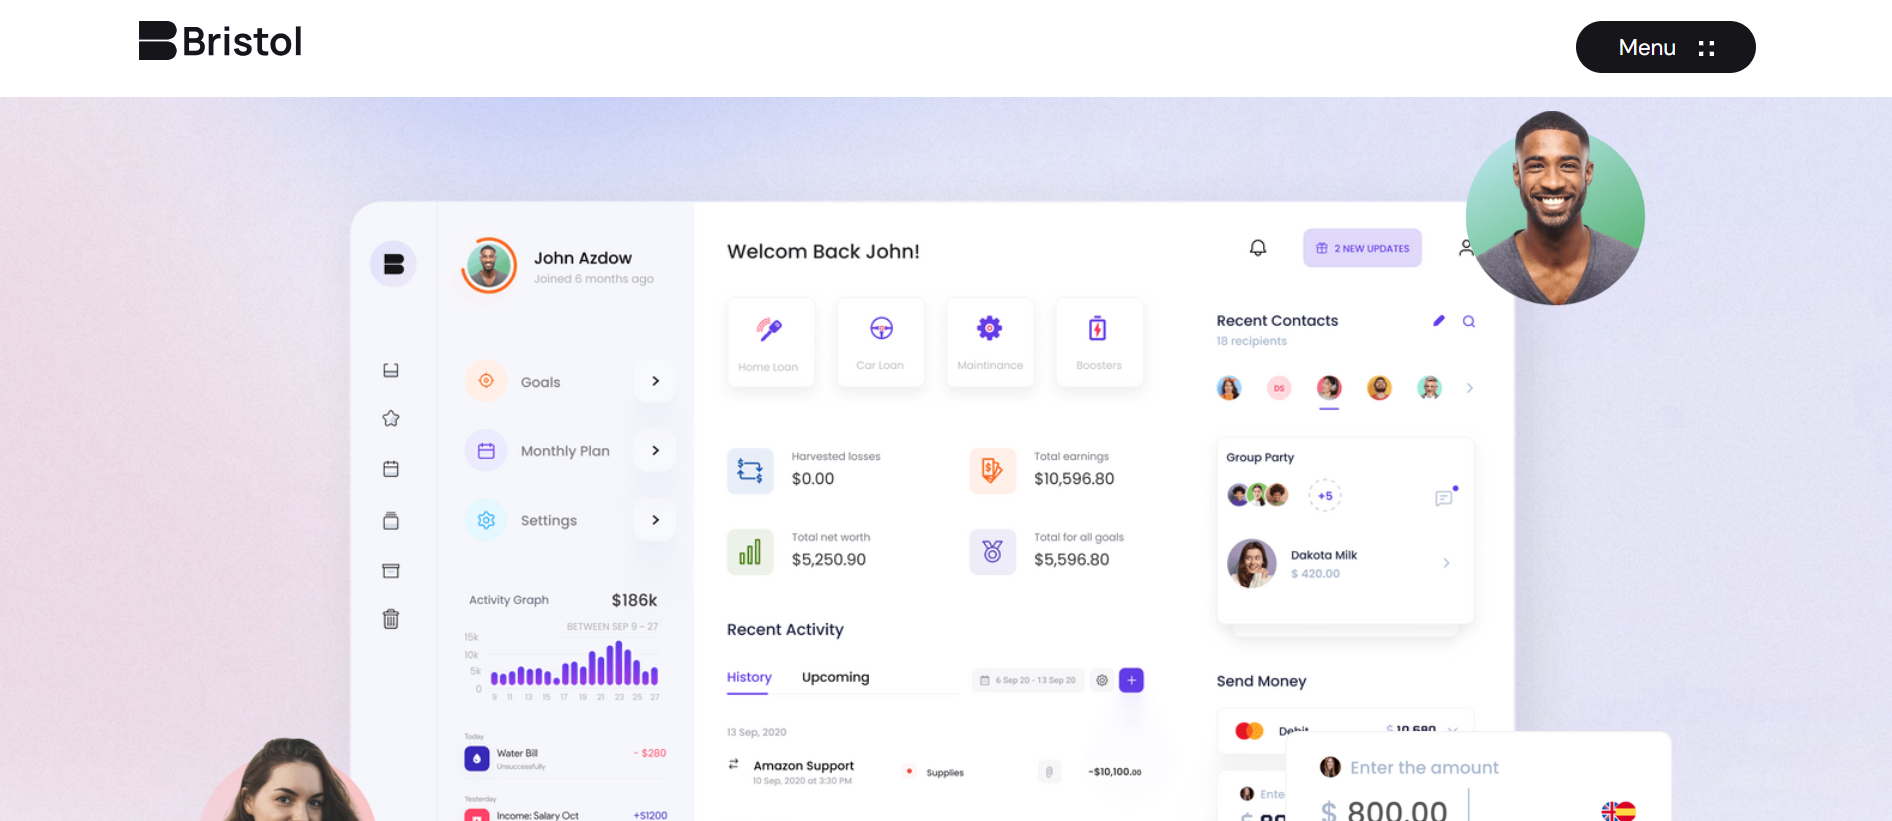 Bristol
Menu
John Azdow
Joined 6 months ago
Goals
Monthly Plan
Settings
Activity Graph $186k
BETWEEN SEP 9 - 27
15k
10k
5k
0
9 11 13 15 17 19 21 23 25 27
Today
Water Bill - $280
Unsuccessfully
Yesterday
Income: Salary Oct +$1200
Welcom Back John!
2 NEW UPDATES
Home Loan
Car Loan
Maintinance
Boosters
Harvested losses
$0.00
Total earnings
$10,596.80
Total net worth
$5,250.90
Total for all goals
$5,596.80
Recent Activity
History Upcoming 6 Sep 20 - 13 Sep 20
13 Sep, 2020
Amazon Support Supplies -$10,100.00
10 Sep, 2020 at 3:30 PM
Recent Contacts
18 recipients
DS
Group Party
+5
Dakota Milk
$ 420.00
Send Money
Debit $ 10,680
Ente
$
Enter the amount
$ 800.00